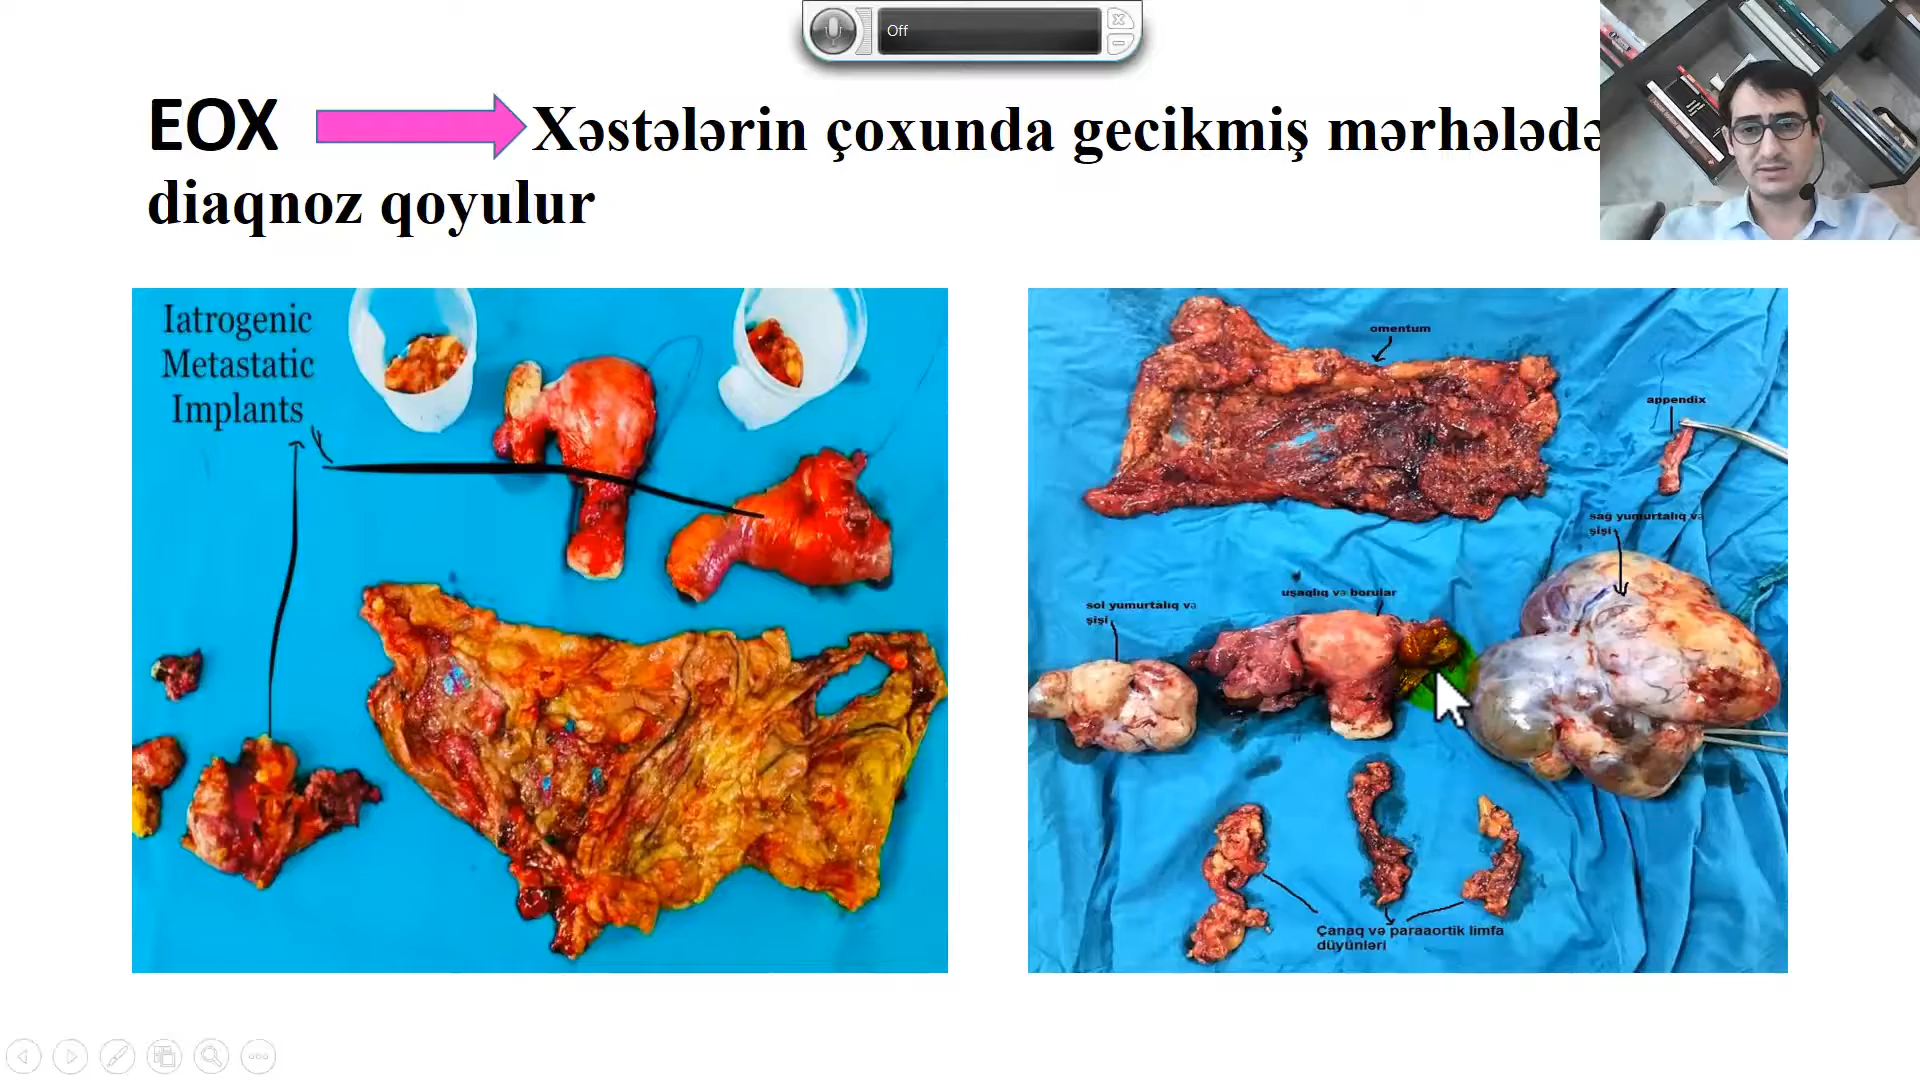 Off
EOX Xəstələrin çoxunda gecikmiş mərhələdə
diaqnoz qoyulur
Iatrogenic
Metastatic
Implants
omentum
appendix
sağ yumurtalıq və
şişi
uşaqlıq və borular
sol yumurtalıq və
şişi
Çanaq və paraaortik limfa
düyünləri